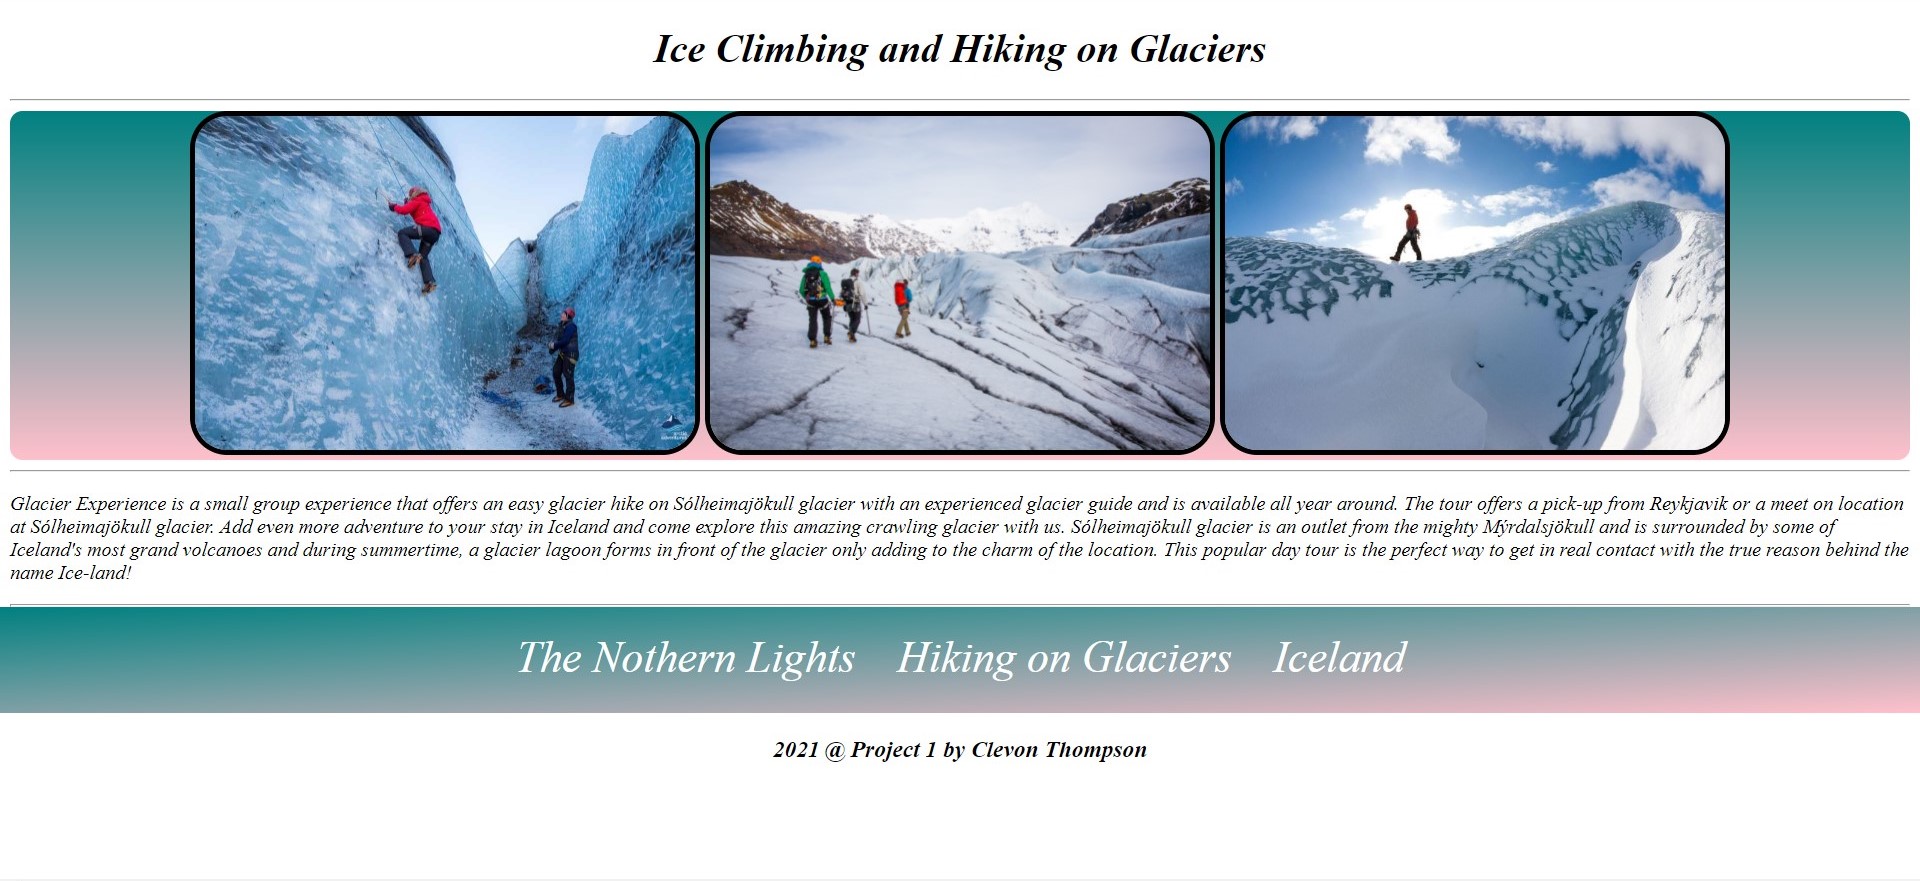 Ice Climbing and Hiking on Glaciers
Glacier Experience is a small group experience that offers an easy glacier hike on Sólheimajökull glacier with an experienced glacier guide and is available all year around. The tour offers a pick-up from Reykjavik or a meet on location
at Sólheimajökull glacier. Add even more adventure to your stay in Iceland and come explore this amazing crawling glacier with us. Sólheimajökull glacier is an outlet from the mighty Mýrdalsjökull and is surrounded by some of
Iceland's most grand volcanoes and during summertime, a glacier lagoon forms in front of the glacier only adding to the charm of the location. This popular day tour is the perfect way to get in real contact with the true reason behind the
name Ice-land!
The Nothern Lights Hiking on Glaciers Iceland
2021 @ Project 1 by Clevon Thompson